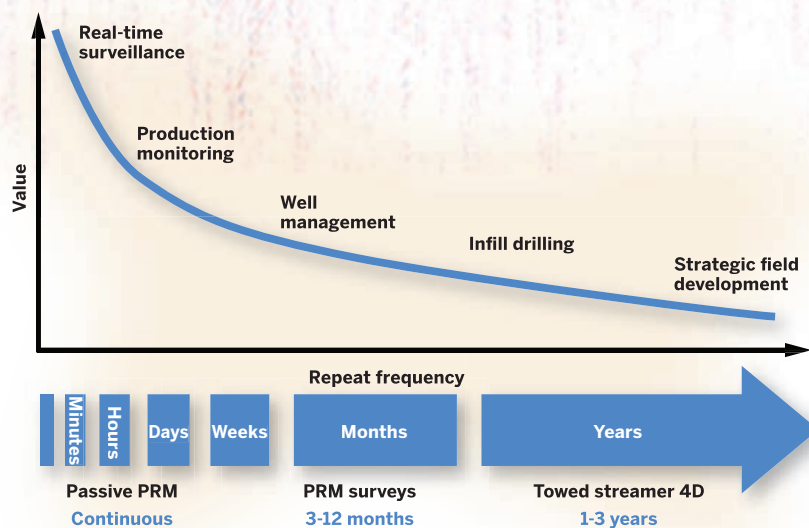 Real-time
surveillance
Production
monitoring
Value
Well
management
Infill drilling
Strategic field
development
Repeat frequency
Minutes
Hours
Days
Weeks
Months
Years
Passive PRM
PRM surveys
Towed streamer 4D
Continuous
3-12 months
1-3 years